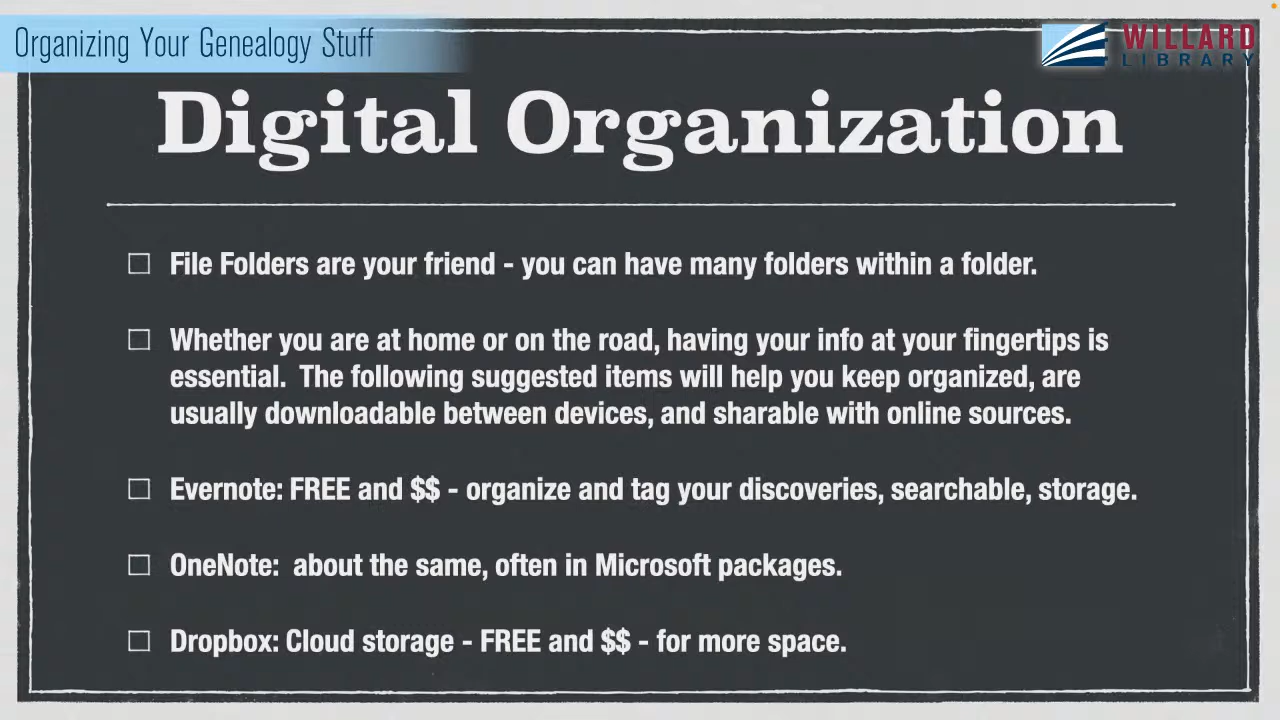 Organizing Your Genealogy Stuff
WILLARD
LIBRARY
Digital Organization
File Folders are your friend - you can have many folders within a folder.
Whether you are at home or on the road, having your info at your fingertips is
essential.  The following suggested items will help you keep organized, are
usually downloadable between devices, and sharable with online sources.
Evernote: FREE and $$ - organize and tag your discoveries, searchable, storage.
OneNote:  about the same, often in Microsoft packages.
Dropbox: Cloud storage - FREE and $$ - for more space.